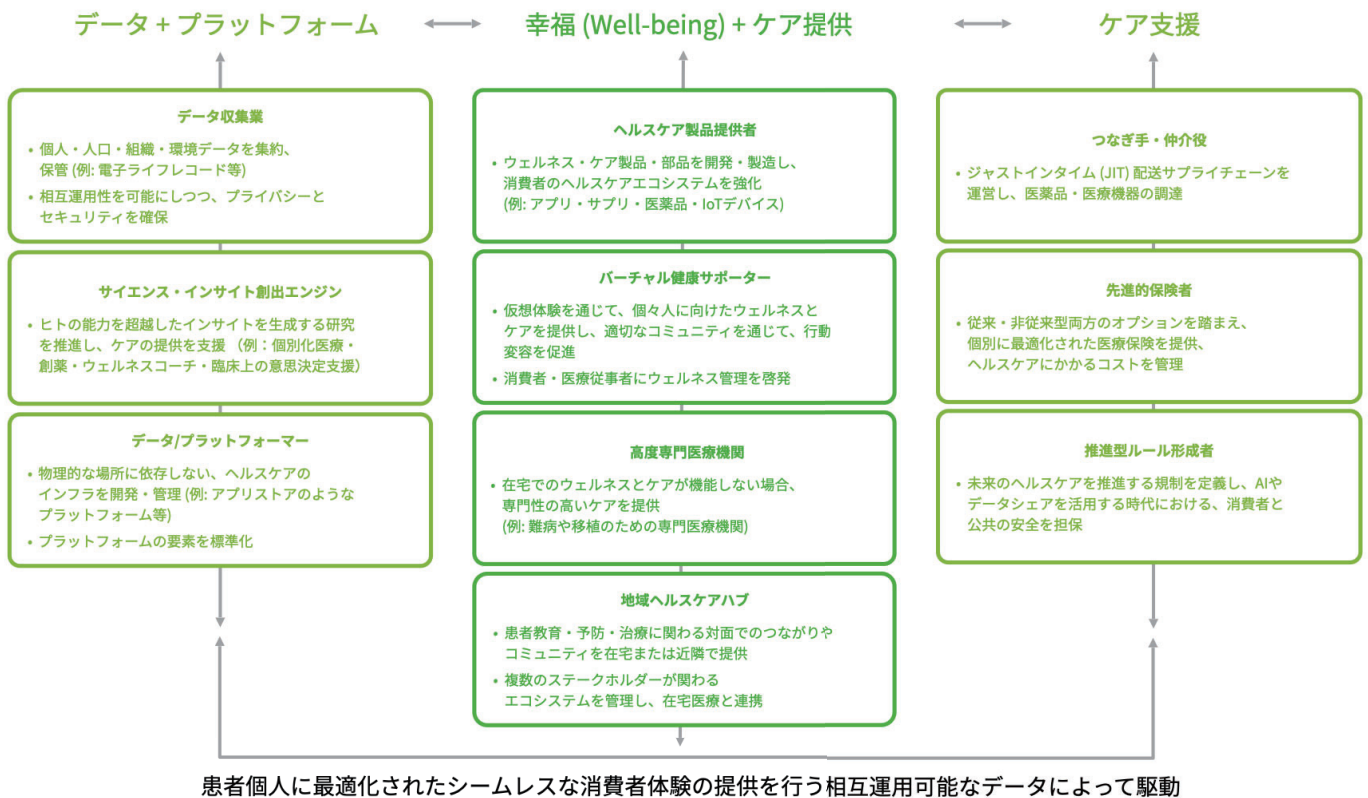 データ + プラットフォーム
幸福 (Well-being) + ケア提供
ケア支援
データ収集業
• 個人・人口・組織・環境データを集約、
保管 (例: 電子ライフレコード等)
• 相互運用性を可能にしつつ、プライバシーと
セキュリティを確保
サイエンス・インサイト創出エンジン
• ヒトの能力を超越したインサイトを生成する研究
を推進し、ケアの提供を支援 （例：個別化医療・
創薬・ウェルネスコーチ・臨床上の意思決定支援）
データ/プラットフォーマー
• 物理的な場所に依存しない、ヘルスケアの
インフラを開発・管理 (例: アプリストアのような
プラットフォーム等)
• プラットフォームの要素を標準化
ヘルスケア製品提供者
• ウェルネス・ケア製品・部品を開発・製造し、
消費者のヘルスケアエコシステムを強化
(例: アプリ・サプリ・医薬品・IoTデバイス)
バーチャル健康サポーター
• 仮想体験を通じて、個々人に向けたウェルネスと
ケアを提供し、適切なコミュニティを通じて、行動
変容を促進
• 消費者・医療従事者にウェルネス管理を啓発
高度専門医療機関
• 在宅でのウェルネスとケアが機能しない場合、
専門性の高いケアを提供
(例: 難病や移植のための専門医療機関)
地域ヘルスケアハブ
• 患者教育・予防・治療に関わる対面でのつながりや
コミュニティを在宅または近隣で提供
• 複数のステークホルダーが関わる
エコシステムを管理し、在宅医療と連携
つなぎ手・仲介役
• ジャストインタイム (JIT) 配送サプライチェーンを
運営し、医薬品・医療機器の調達
先進的保険者
• 従来・非従来型両方のオプションを踏まえ、
個別に最適化された医療保険を提供、
ヘルスケアにかかるコストを管理
推進型ルール形成者
• 未来のヘルスケアを推進する規制を定義し、AIや
データシェアを活用する時代における、消費者と
公共の安全を担保
患者個人に最適化されたシームレスな消費者体験の提供を行う相互運用可能なデータによって駆動